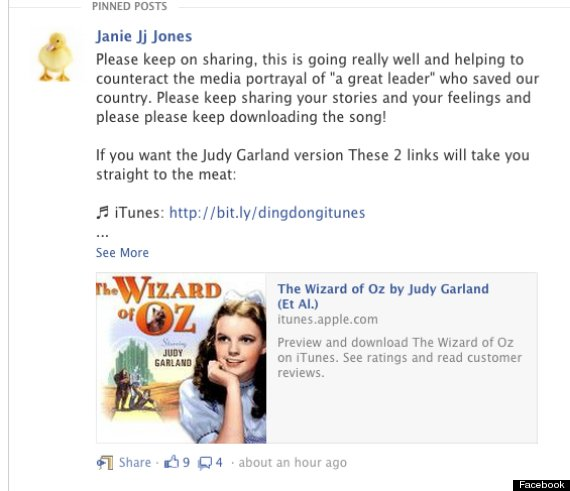 PINNED POSTS
Janie Jj Jones
Please keep on sharing, this is going really well and helping to
counteract the media portrayal of "a great leader" who saved our
country. Please keep sharing your stories and your feelings and
please please keep downloading the song!
If you want the Judy Garland version These 2 links will take you
straight to the meat:
♬ iTunes: http://bit.ly/dingdongitunes
...
See More
The WIZARD
of OZ
Starring
JUDY
GARLAND
The Wizard of Oz by Judy Garland
(Et Al.)
itunes.apple.com
Preview and download The Wizard of Oz
on iTunes. See ratings and read customer
reviews.
Share · 9 4 · about an hour ago
Facebook